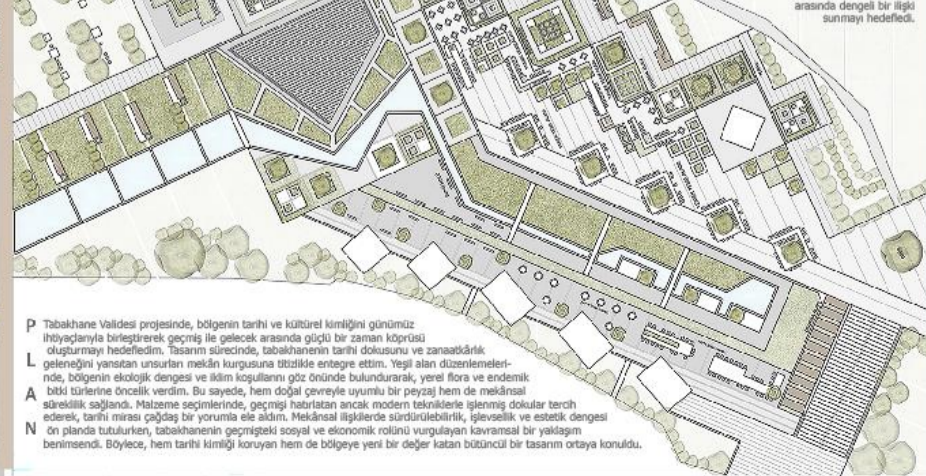 arasında dengeli bir ilişki
sunmayı hedefledi.
P
L
A
N
Tabakhane Validesi projesinde, bölgenin tarihi ve kültürel kimliğini günümüz
ihtiyaçlarıyla birleştirerek geçmiş ile gelecek arasında güçlü bir zaman köprüsü
oluşturmayı hedefledim. Tasarım sürecinde, tabakhanenin tarihi dokusunu ve zanaatkârlık
geleneğini yansıtan unsurları mekân kurgusuna titizlikle entegre ettim. Yeşil alan düzenlemeleri-
nde, bölgenin ekolojik dengesi ve iklim koşullarını göz önünde bulundurarak, yerel flora ve endemik
bitki türlerine öncelik verdim. Bu sayede, hem doğal çevreyle uyumlu bir peyzaj hem de mekânsal
süreklilik sağlandı. Malzeme seçimlerinde, geçmişi hatırlatan ancak modern tekniklerle işlenmiş dokular tercih
ederek, tarihi mirası çağdaş bir yorumla ele aldım. Mekânsal ilişkilerde sürdürülebilirlik, işlevsellik ve estetik dengesi
ön planda tutulurken, tabakhanenin geçmişteki sosyal ve ekonomik rolünü vurgulayan kavramsal bir yaklaşım
benimsendi. Böylece, hem tarihi kimliği koruyan hem de bölgeye yeni bir değer katan bütüncül bir tasarım ortaya konuldu.